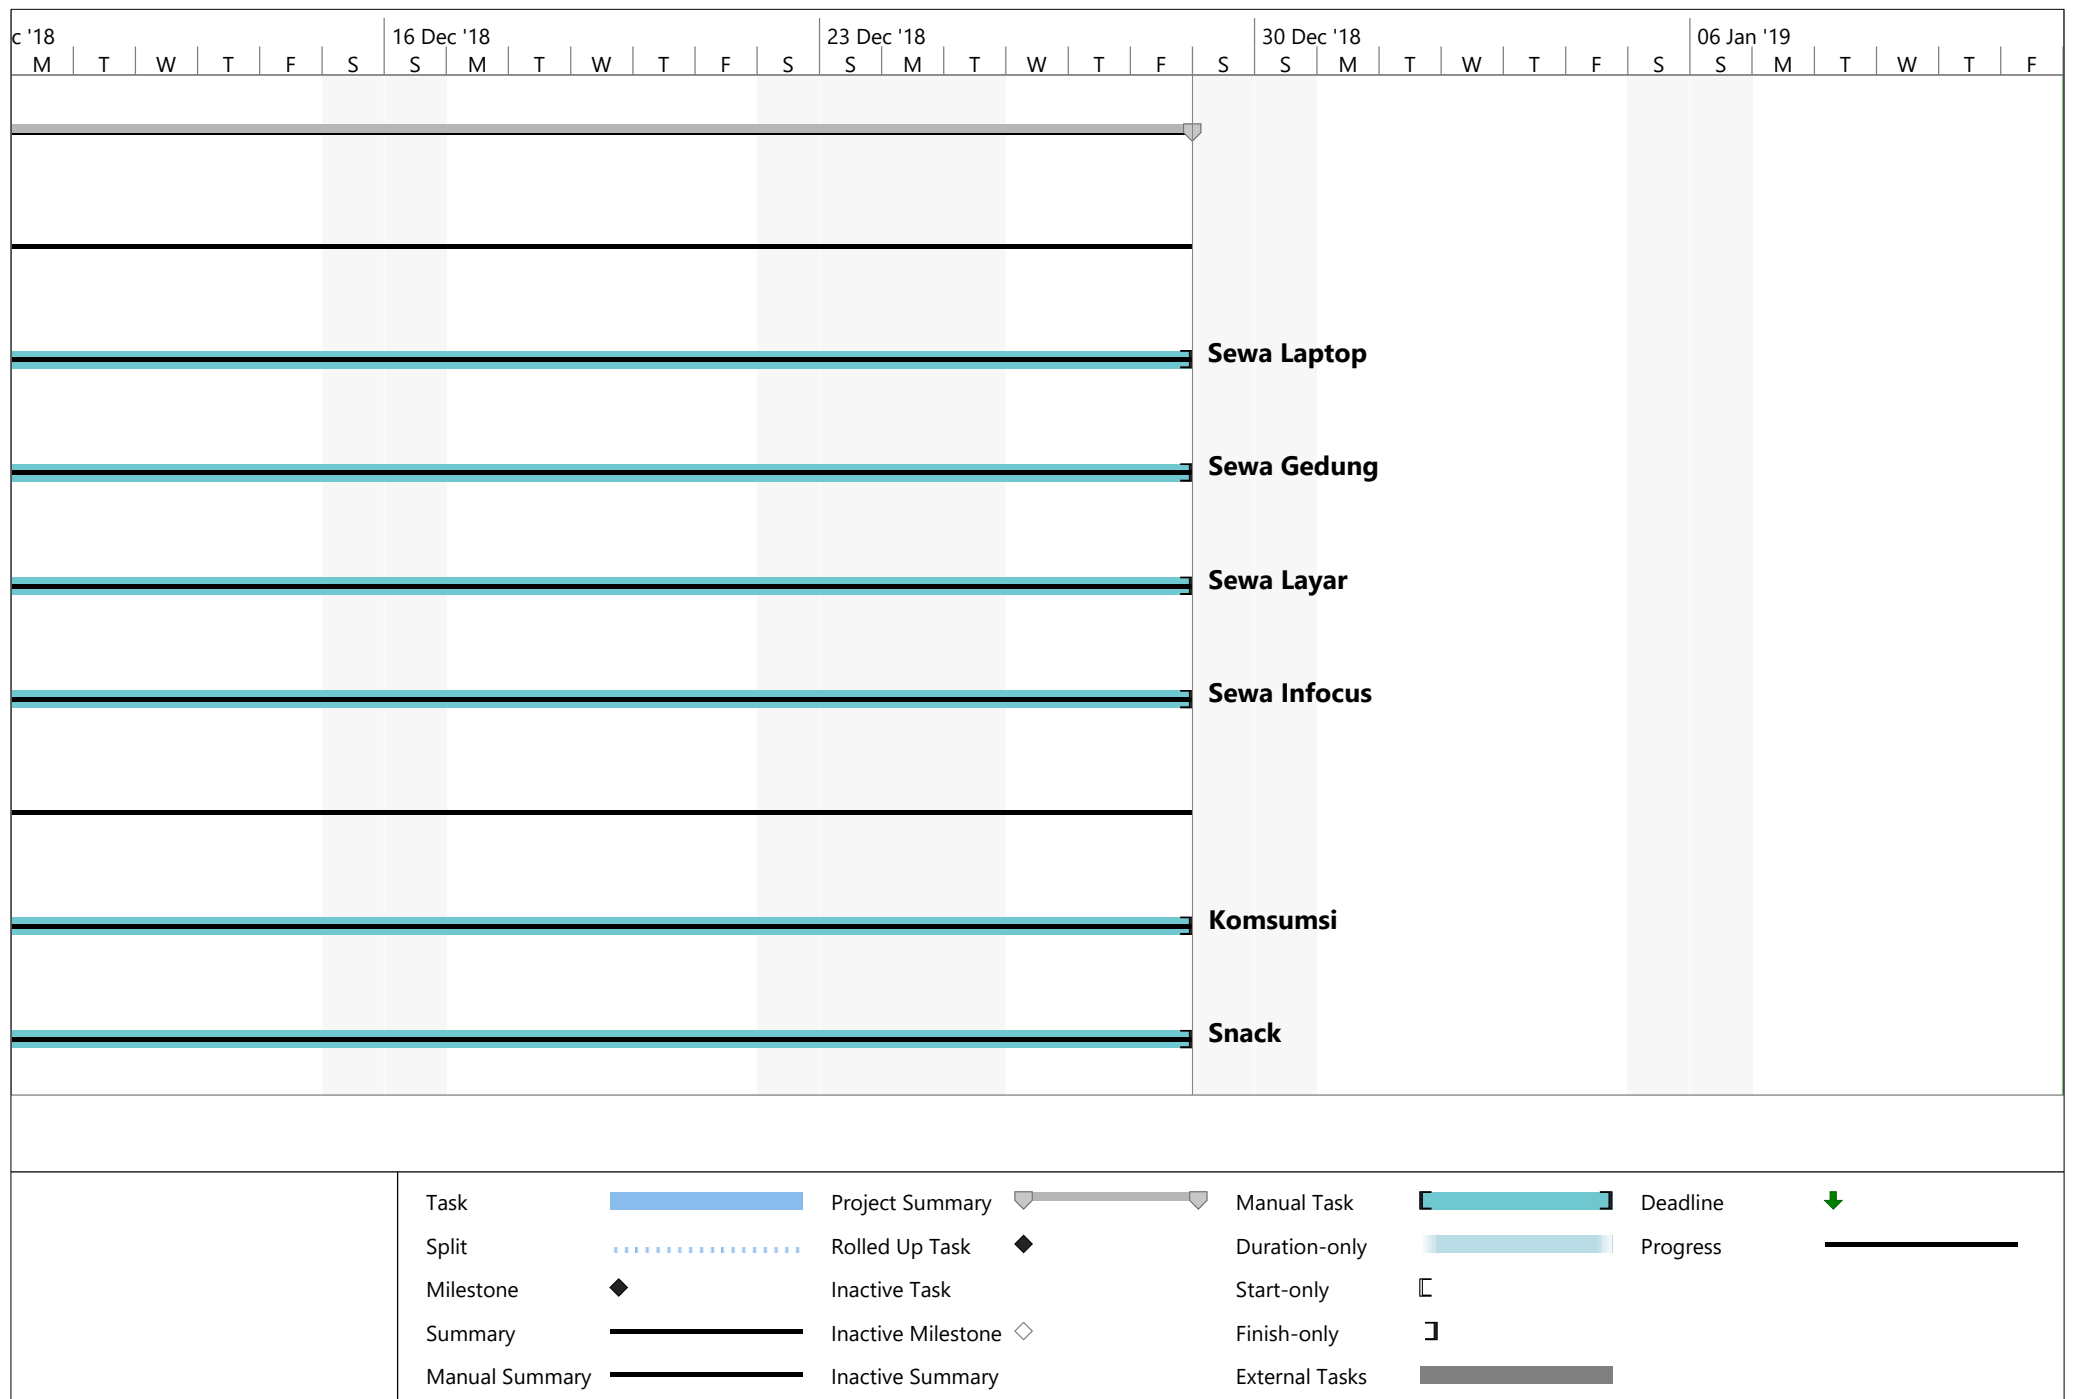 c '18 16 Dec '18 23 Dec '18 30 Dec '18 06 Jan '19
M T W T F S S M T W T F S S M T W T F S S M T W T F S S M T W T F
Sewa Laptop
Sewa Gedung
Sewa Layar
Sewa Infocus
Komsumsi
Snack
Task Project Summary Manual Task Deadline
Split Rolled Up Task Duration-only Progress
Milestone Inactive Task Start-only
Summary Inactive Milestone Finish-only
Manual Summary Inactive Summary External Tasks